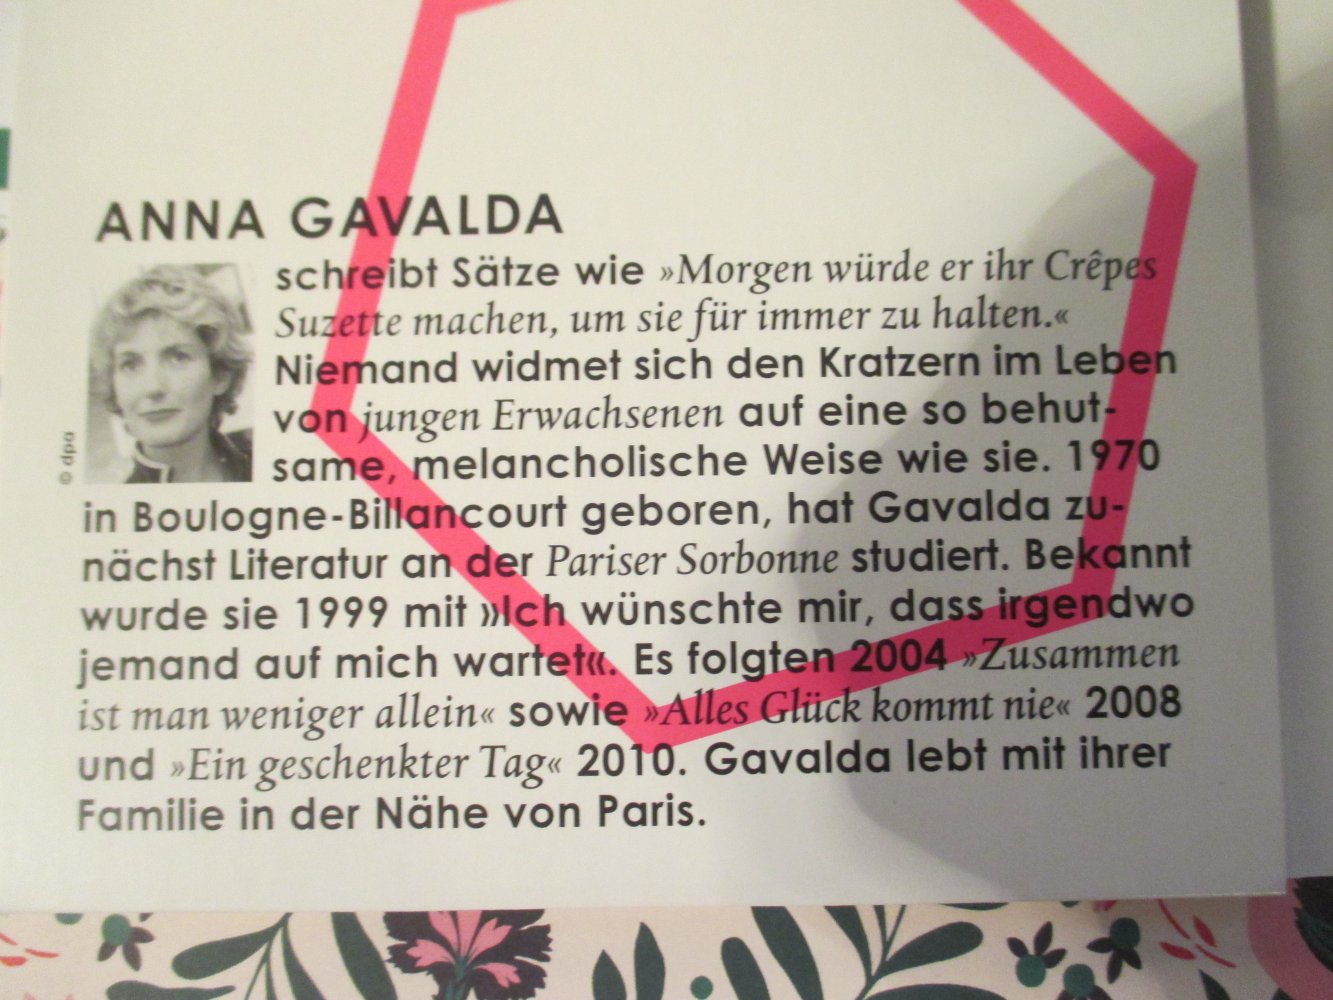 ANNA GAVALDA
schreibt Sätze wie »Morgen würde er ihr Crêpes
Suzette machen, um sie für immer zu halten.«
Niemand widmet sich den Kratzern im Leben
von jungen Erwachsenen auf eine so behut-
same, melancholische Weise wie sie. 1970
in Boulogne-Billancourt geboren, hat Gavalda zu-
nächst Literatur an der Pariser Sorbonne studiert. Bekannt
wurde sie 1999 mit »Ich wünschte mir, dass irgendwo
jemand auf mich wartet«. Es folgten 2004 »Zusammen
ist man weniger allein« sowie »Alles Glück kommt nie« 2008
und »Ein geschenkter Tag« 2010. Gavalda lebt mit ihrer
Familie in der Nähe von Paris.
© dpa